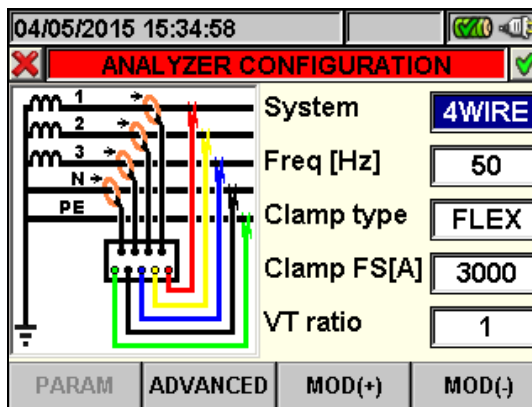 04/05/2015 15:34:58
ANALYZER CONFIGURATION
1
2
3
N
PE
System 4WIRE
Freq [Hz] 50
Clamp type FLEX
Clamp FS[A] 3000
VT ratio 1
PARAM ADVANCED MOD(+) MOD(-)